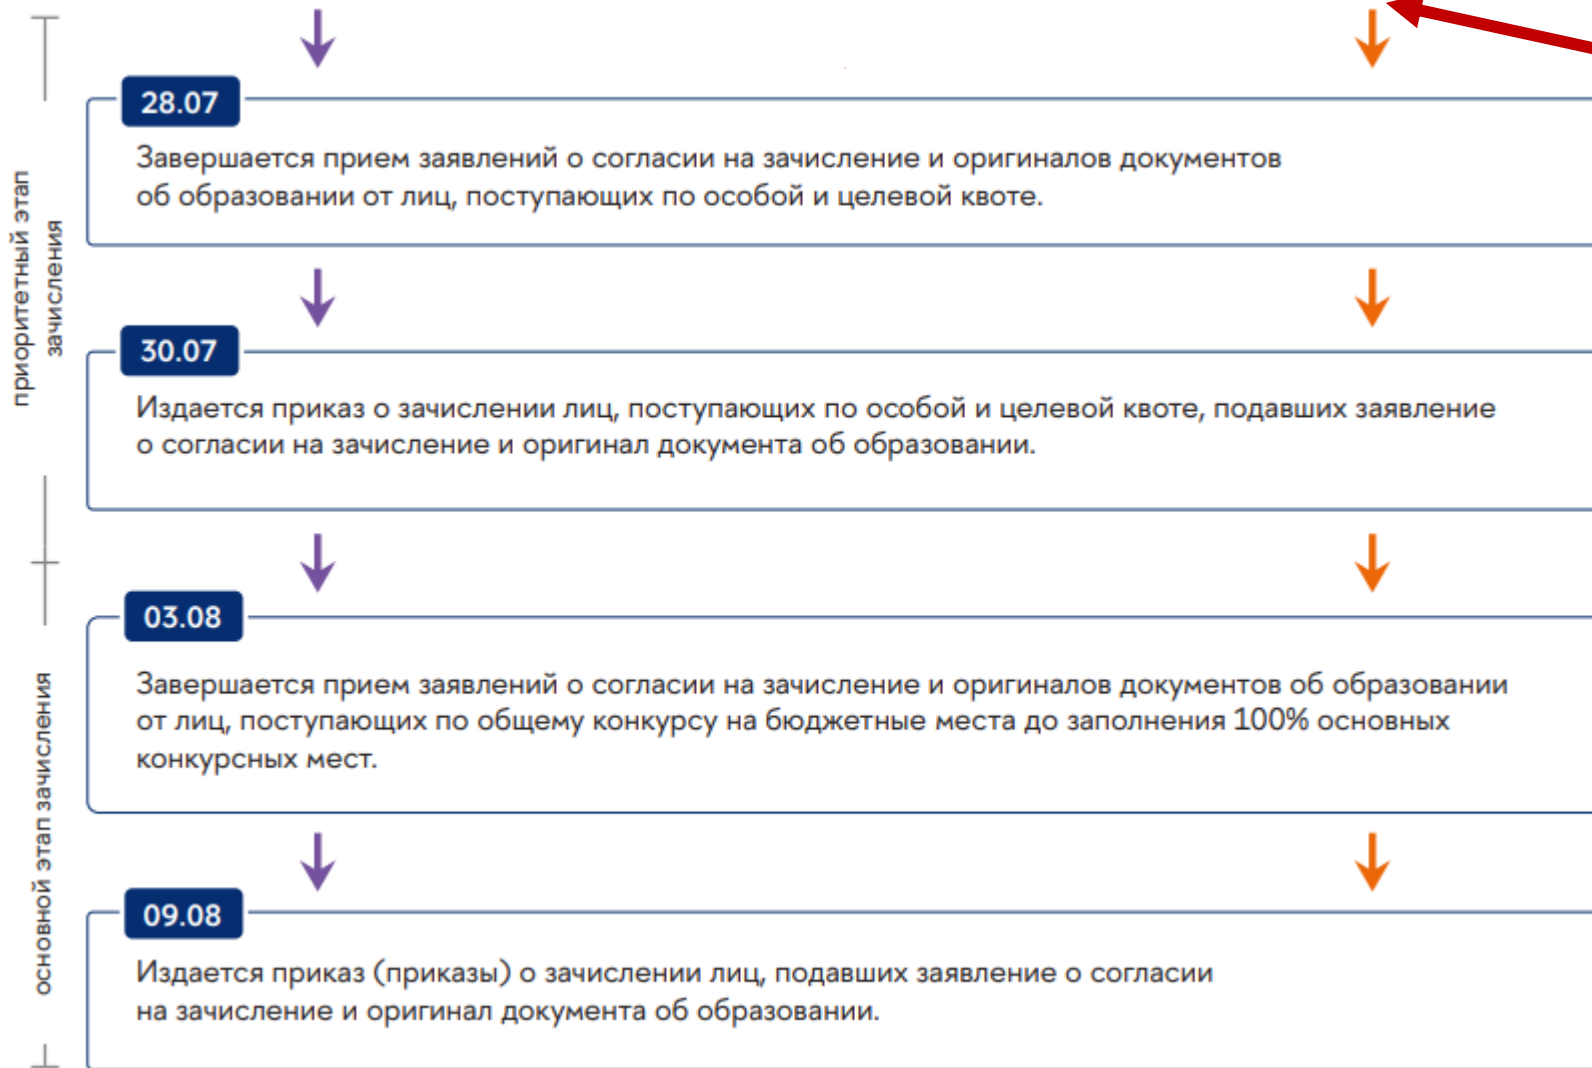 28.07
Завершается прием заявлений о согласии на зачисление и оригиналов документов
об образовании от лиц, поступающих по особой и целевой квоте.
приоритетный этап
зачисления
30.07
Издается приказ о зачислении лиц, поступающих по особой и целевой квоте, подавших заявление
о согласии на зачисление и оригинал документа об образовании.
03.08
Завершается прием заявлений о согласии на зачисление и оригиналов документов об образовании
от лиц, поступающих по общему конкурсу на бюджетные места до заполнения 100% основных
конкурсных мест.
основной этап зачисления
09.08
Издается приказ (приказы) о зачислении лиц, подавших заявление о согласии
на зачисление и оригинал документа об образовании.